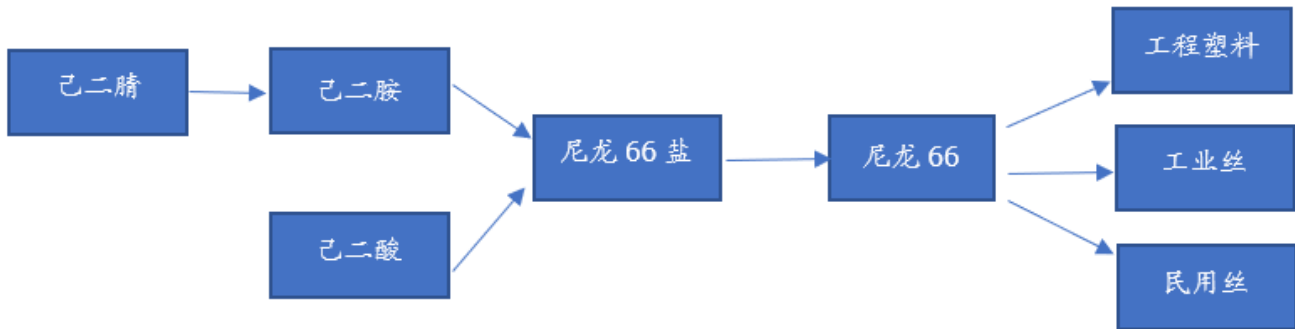 己二腈
己二胺
己二酸
尼龙 66 盐
尼龙 66
工程塑料
工业丝
民用丝